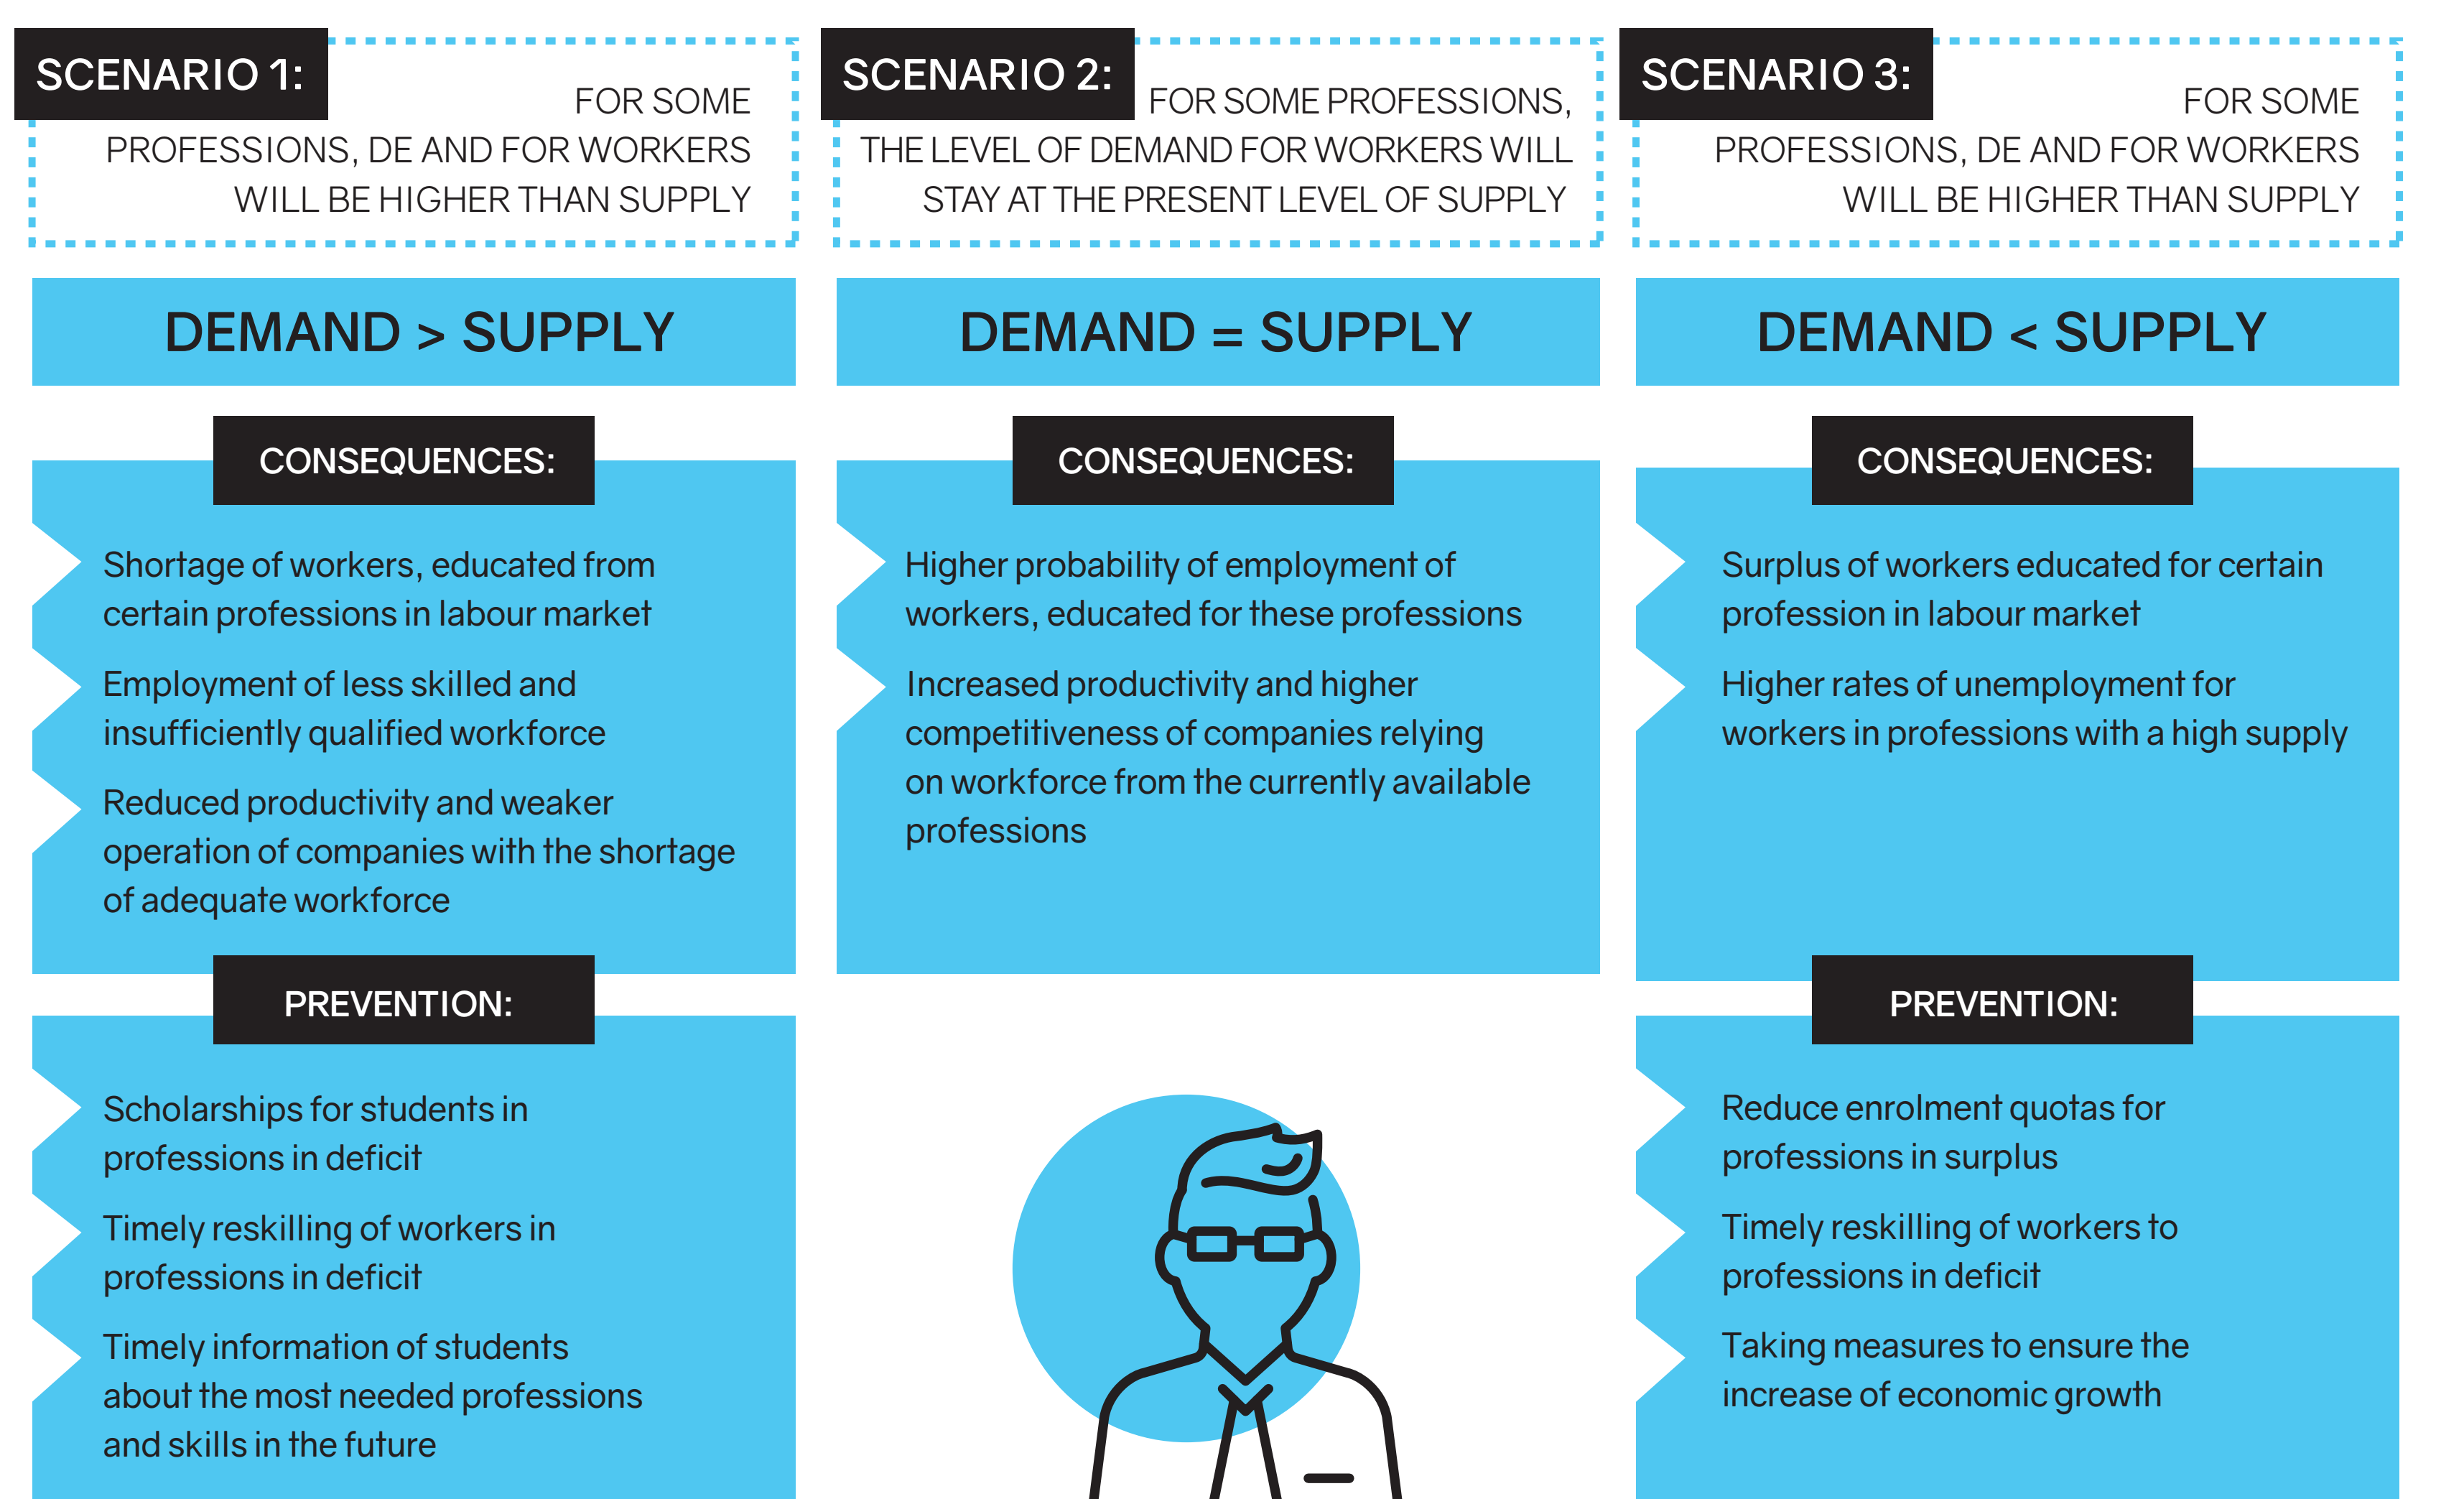 SCENARIO 1:
FOR SOME
PROFESSIONS, DE AND FOR WORKERS
WILL BE HIGHER THAN SUPPLY
DEMAND > SUPPLY
CONSEQUENCES:
Shortage of workers, educated from
certain professions in labour market
Employment of less skilled and
insufficiently qualified workforce
Reduced productivity and weaker
operation of companies with the shortage
of adequate workforce
PREVENTION:
Scholarships for students in
professions in deficit
Timely reskilling of workers in
professions in deficit
Timely information of students
about the most needed professions
and skills in the future
SCENARIO 2:
FOR SOME PROFESSIONS,
THE LEVEL OF DEMAND FOR WORKERS WILL
STAY AT THE PRESENT LEVEL OF SUPPLY
DEMAND = SUPPLY
CONSEQUENCES:
Higher probability of employment of
workers, educated for these professions
Increased productivity and higher
competitiveness of companies relying
on workforce from the currently available
professions
SCENARIO 3:
FOR SOME
PROFESSIONS, DE AND FOR WORKERS
WILL BE HIGHER THAN SUPPLY
DEMAND < SUPPLY
CONSEQUENCES:
Surplus of workers educated for certain
profession in labour market
Higher rates of unemployment for
workers in professions with a high supply
PREVENTION:
Reduce enrolment quotas for
professions in surplus
Timely reskilling of workers to
professions in deficit
Taking measures to ensure the
increase of economic growth